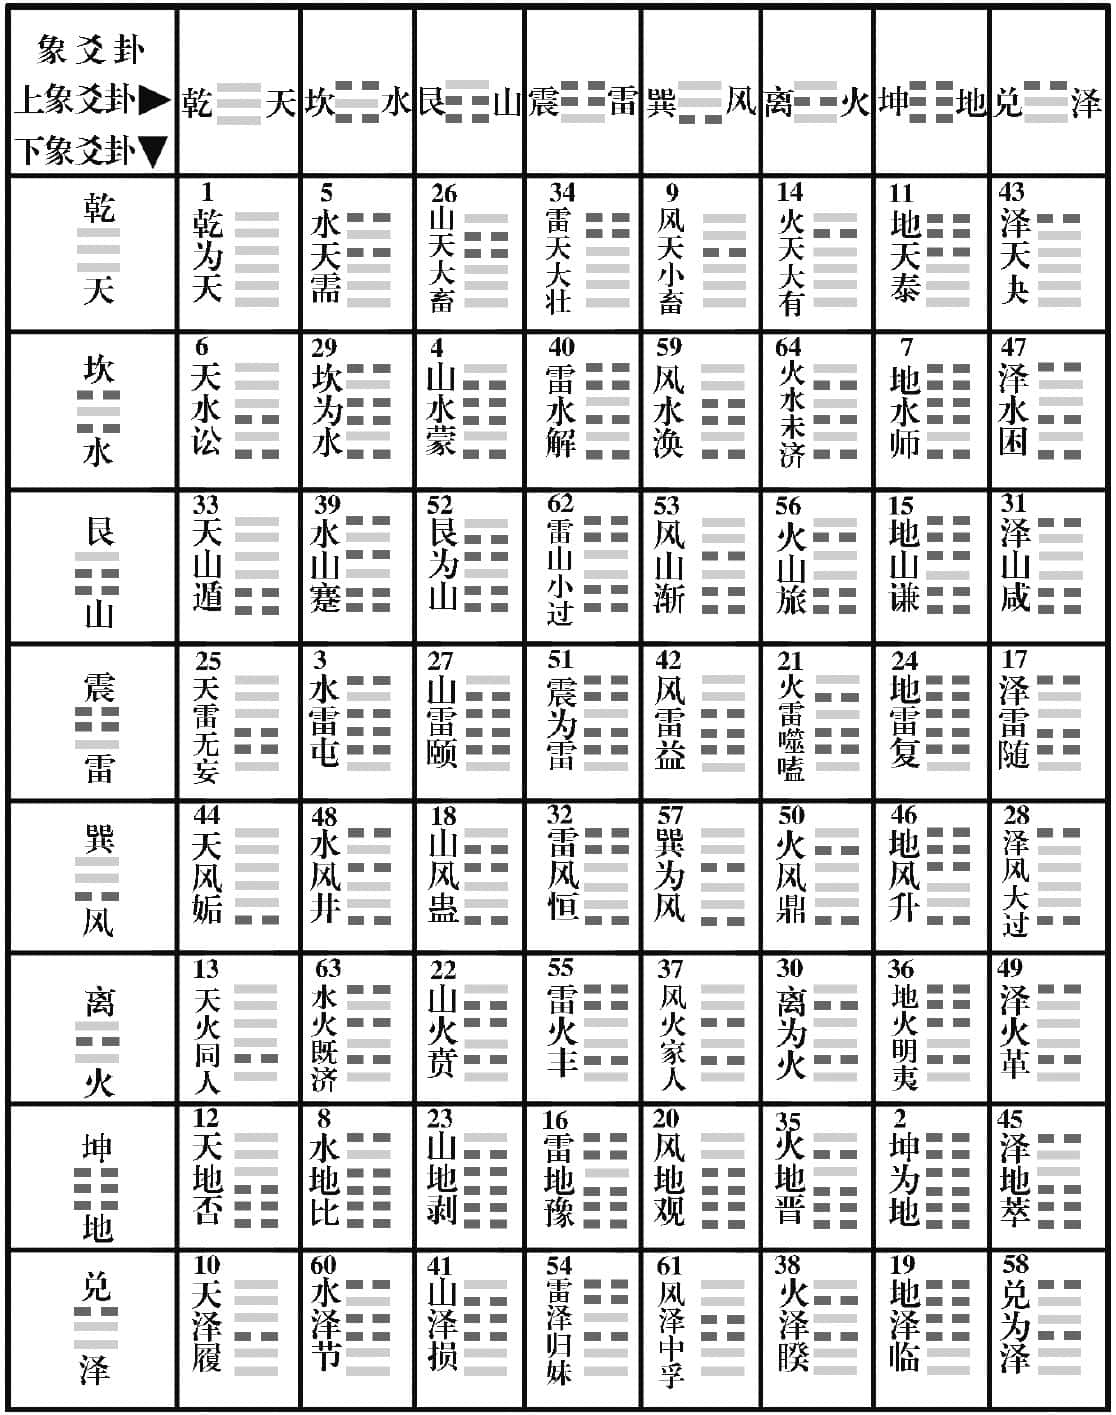 象爻卦
上象爻卦▶
下象爻卦▼
乾 天
坎 水
艮 山
震 雷
巽 风
离 火
坤 地
兑 泽
乾 天
1 乾为天
5 水天需
26 山天大畜
34 雷天大壮
9 风天小畜
14 火天大有
11 地天泰
43 泽天夬
坎 水
6 天水讼
29 坎为水
4 山水蒙
40 雷水解
59 风水涣
64 火水未济
7 地水师
47 泽水困
艮 山
33 天山遁
39 水山蹇
52 艮为山
62 雷山小过
53 风山渐
56 火山旅
15 地山谦
31 泽山咸
震 雷
25 天雷无妄
3 水雷屯
27 山雷颐
51 震为雷
42 风雷益
21 火雷噬嗑
24 地雷复
17 泽雷随
巽 风
44 天风姤
48 水风井
18 山风蛊
32 雷风恒
57 巽为风
50 火风鼎
46 地风升
28 泽风大过
离 火
13 天火同人
63 水火既济
22 山火贲
55 雷火丰
37 风火家人
30 离为火
36 地火明夷
49 泽火革
坤 地
12 天地否
8 水地比
23 山地剥
16 雷地豫
20 风地观
35 火地晋
2 坤为地
45 泽地萃
兑 泽
10 天泽履
60 水泽节
41 山泽损
54 雷泽归妹
61 风泽中孚
38 火泽睽
19 地泽临
58 兑为泽